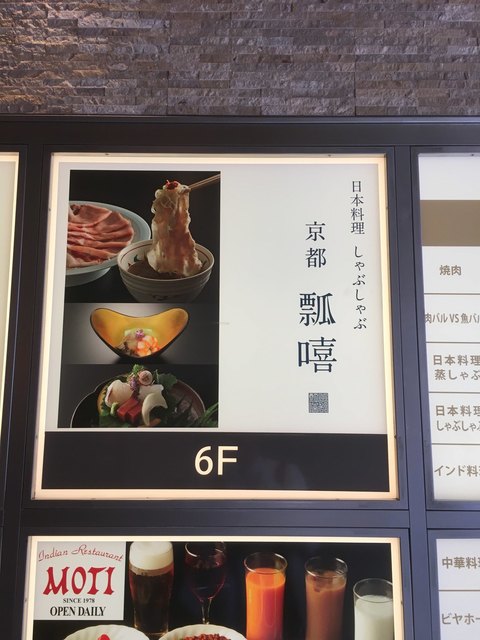 日本料理 しゃぶしゃぶ
京都 瓢嘻
6F
焼肉
肉バル VS 魚バ
日本料理
蒸しゃぶ
日本料理
しゃぶしゃぶ
インド料理
Indian Restaurant
MOTI
SINCE 1978
OPEN DAILY
中華料理
ビヤホー